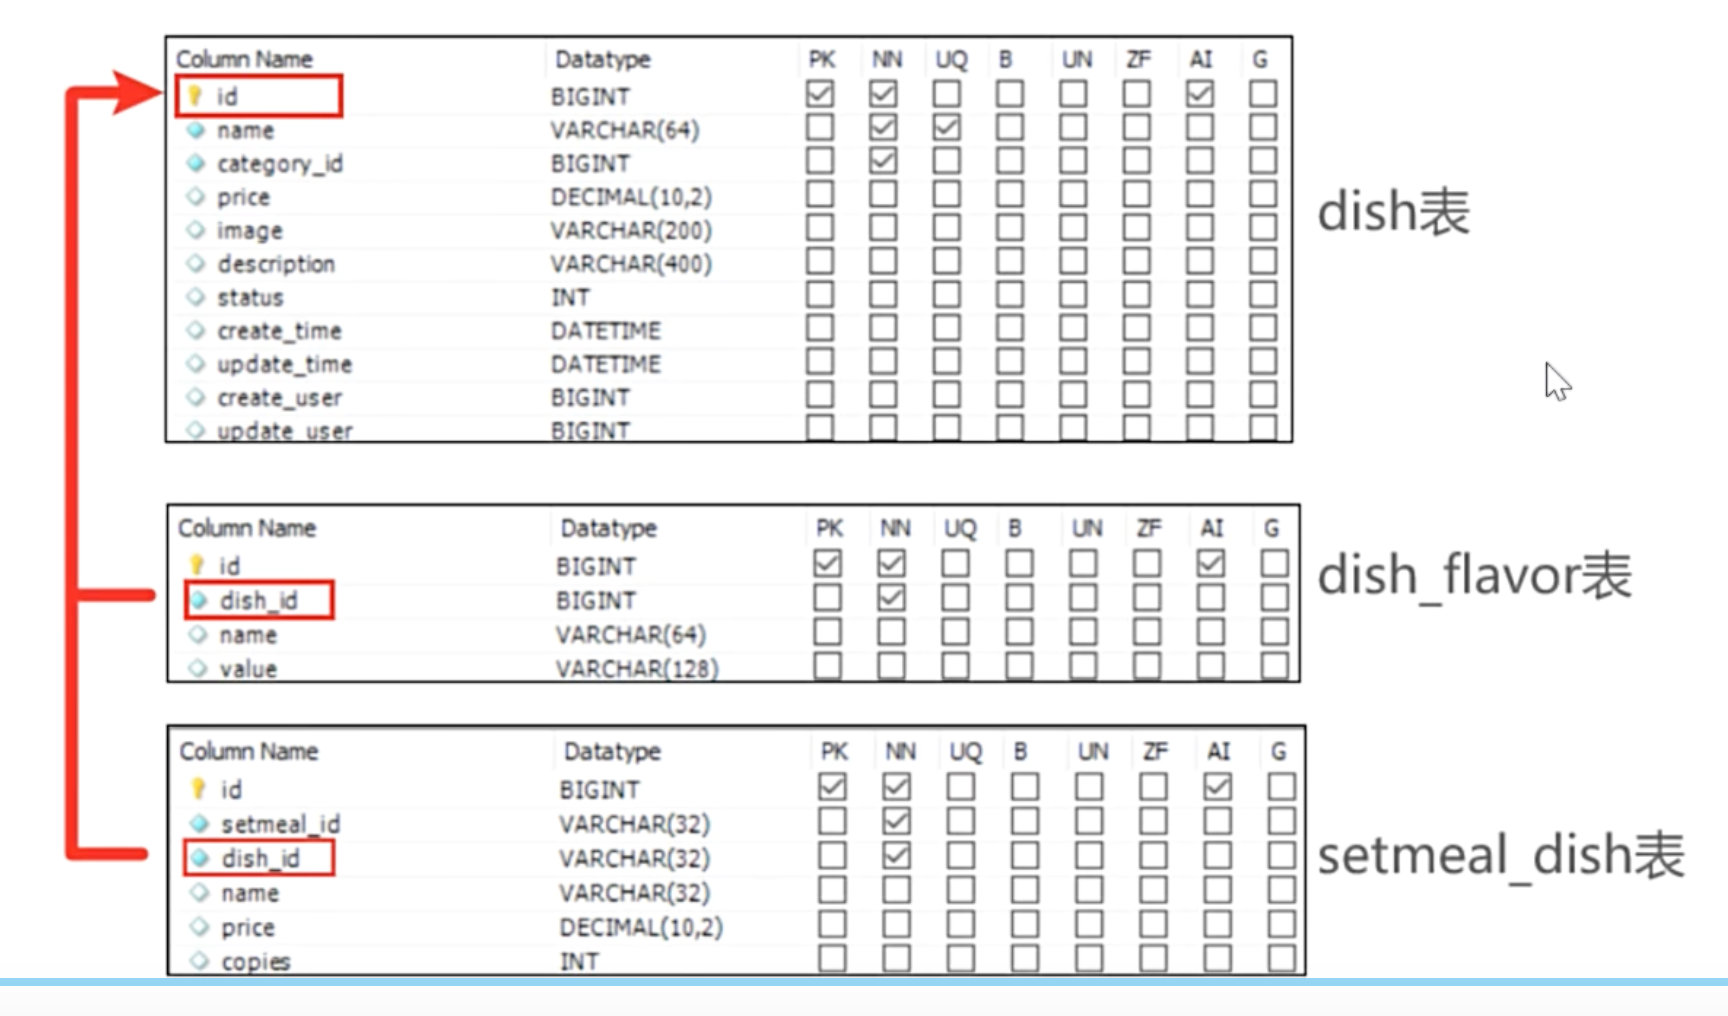 Column Name Datatype PK NN UQ B UN ZF AI G
id BIGINT
name VARCHAR(64)
category_id BIGINT
price DECIMAL(10,2)
image VARCHAR(200)
description VARCHAR(400)
status INT
create_time DATETIME
update_time DATETIME
create_user BIGINT
update_user BIGINT
dish表
Column Name Datatype PK NN UQ B UN ZF AI G
id BIGINT
dish_id BIGINT
name VARCHAR(64)
value VARCHAR(128)
dish_flavor表
Column Name Datatype PK NN UQ B UN ZF AI G
id BIGINT
setmeal_id VARCHAR(32)
dish_id VARCHAR(32)
name VARCHAR(32)
price DECIMAL(10,2)
copies INT
setmeal_dish表